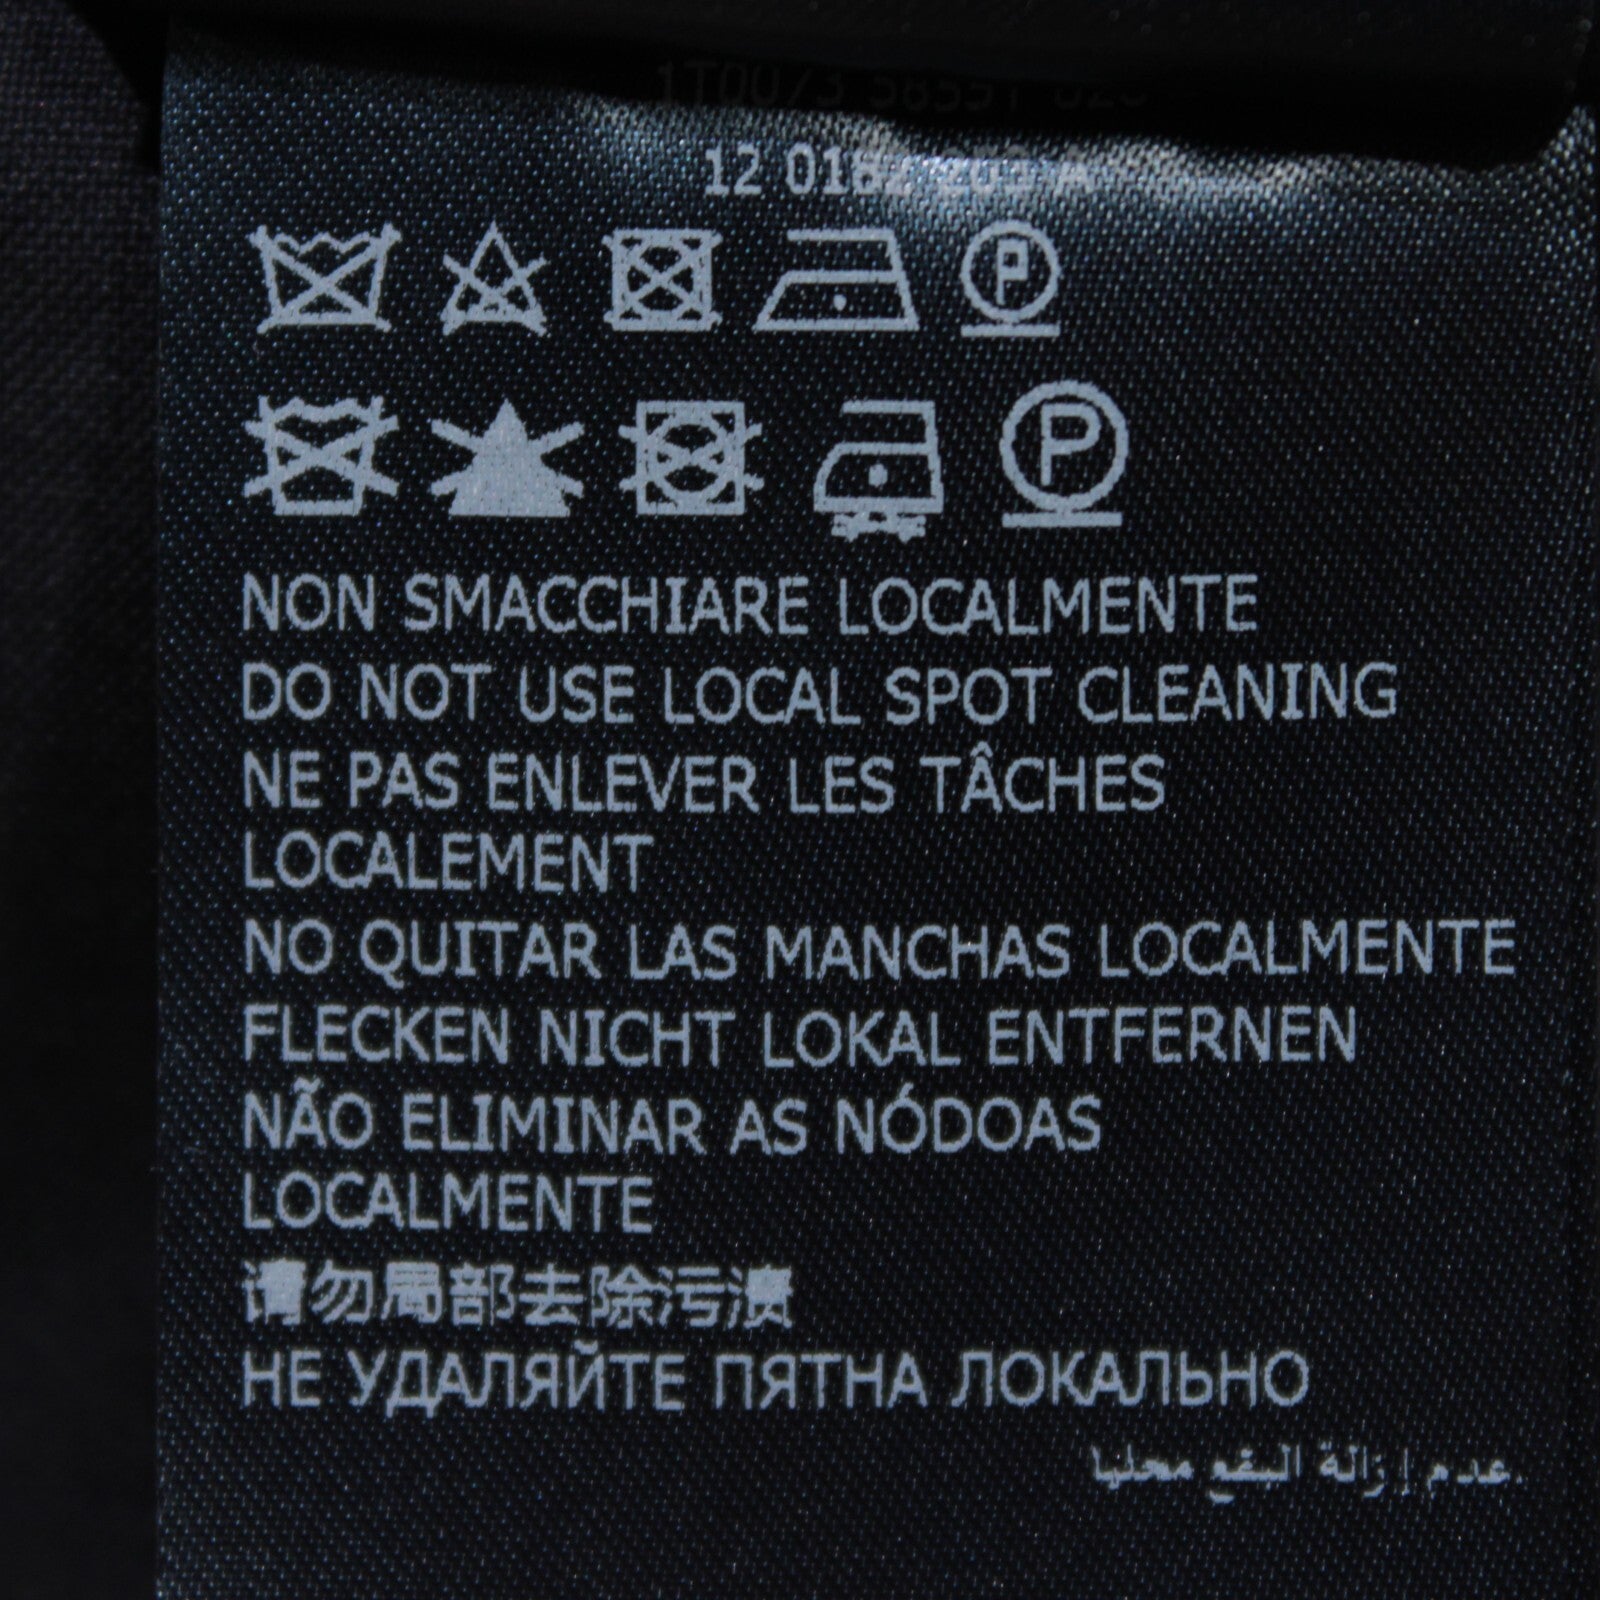 12
NON SMACCHIARE LOCALMENTE
DO NOT USE LOCAL SPOT CLEANING
NE PAS ENLEVER LES TÂCHES
LOCALEMENT
NO QUITAR LAS MANCHAS LOCALMENTE
FLECKEN NICHT LOKAL ENTFERNEN
NÃO ELIMINAR AS NÓDOAS
LOCALMENTE
请勿局部去除污渍
НЕ УДАЛЯЙТЕ ПЯТНА ЛОКАЛЬНО
عدم إزالة البقع محليا.